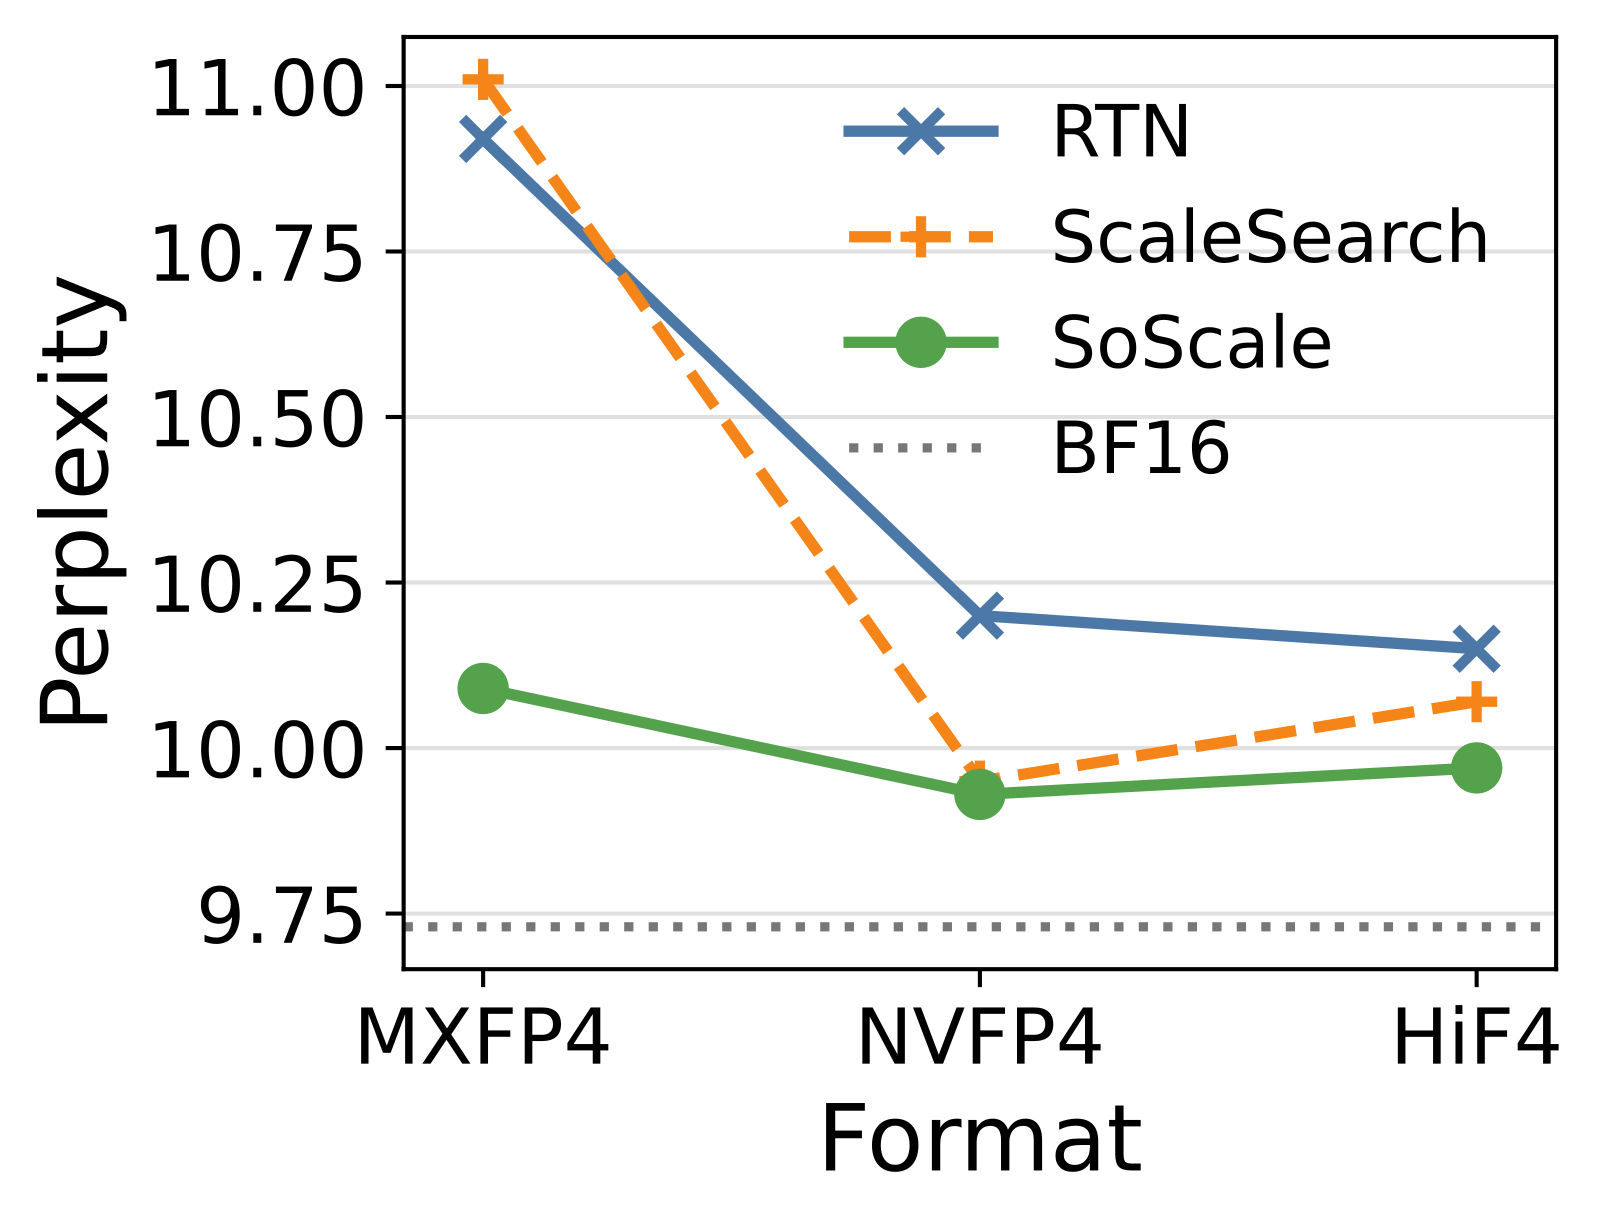 11.00
10.75
10.50
10.25
10.00
9.75
Perplexity
RTN
ScaleSearch
SoScale
BF16
MXFP4
NVFP4
HiF4
Format